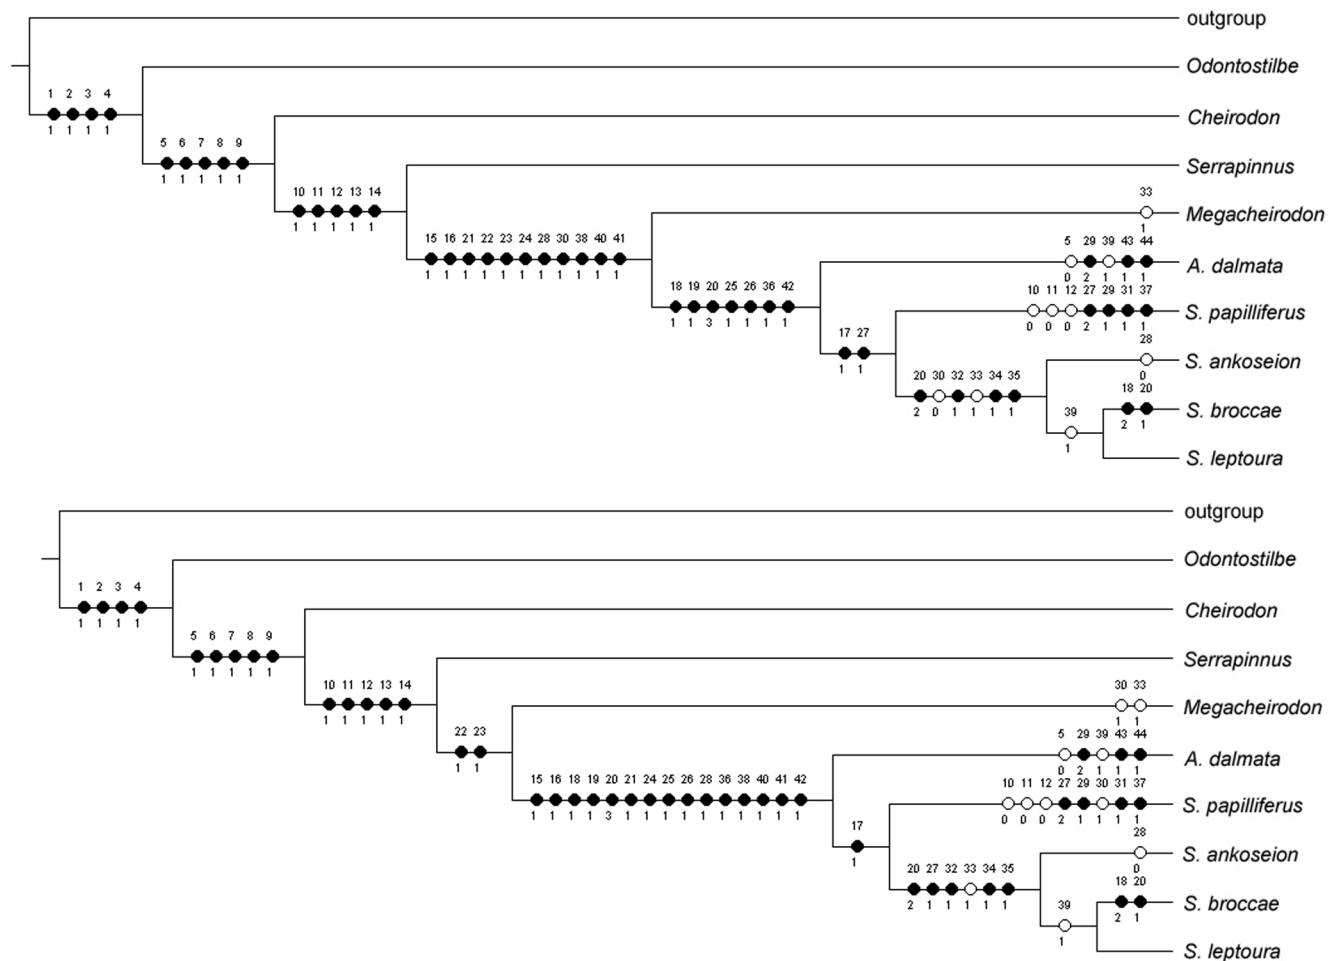 outgroup
Odontostilbe
1 2 3 4
1 1 1 1
Cheirodon
5 6 7 8 9
1 1 1 1 1
Serrapinnus
10 11 12 13 14
1 1 1 1 1
33
Megacheirodon
1
15 16 21 22 23 24 28 30 38 40 41
1 1 1 1 1 1 1 1 1 1 1
5 29 39 43 44
A. dalmata
0 2 1 1 1
18 19 20 25 26 36 42
1 1 3 1 1 1 1
10 11 12 27 29 31 37
S. papilliferus
0 0 0 2 1 1 1
17 27
1 1
28
S. ankoseion
0
20 30 32 33 34 35
2 0 1 1 1 1
18 20
S. broccae
2 1
39
1
S. leptoura
outgroup
Odontostilbe
1 2 3 4
1 1 1 1
Cheirodon
5 6 7 8 9
1 1 1 1 1
Serrapinnus
10 11 12 13 14
1 1 1 1 1
30 33
Megacheirodon
1 1
22 23
1 1
5 29 39 43 44
A. dalmata
0 2 1 1 1
15 16 18 19 20 21 24 25 26 28 36 38 40 41 42
1 1 1 1 3 1 1 1 1 1 1 1 1 1 1
10 11 12 27 29 30 31 37
S. papilliferus
0 0 0 2 1 1 1 1
17
1
28
S. ankoseion
0
20 27 32 33 34 35
2 1 1 1 1 1
18 20
S. broccae
2 1
39
1
S. leptoura